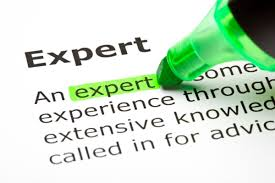 Expert
An expert some
experience through
extensive knowled
called in for advic